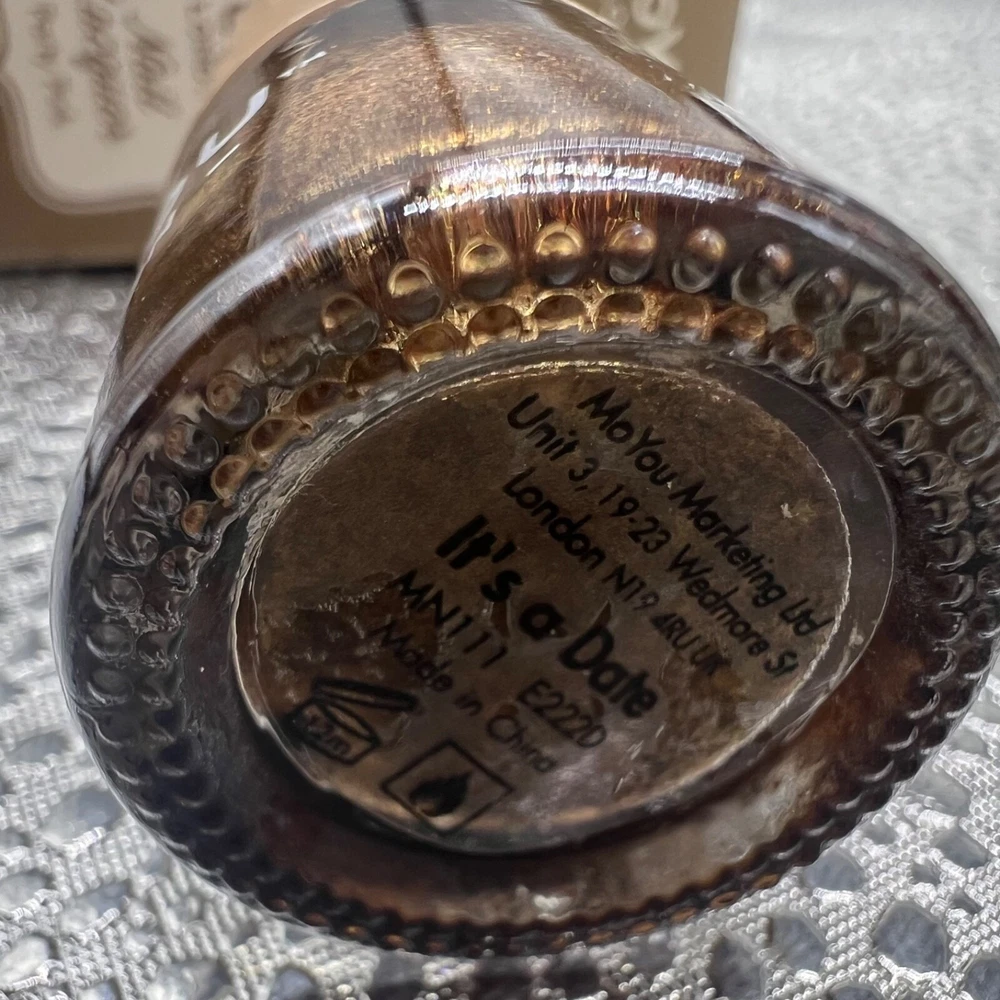 MoYou Marketing Ltd
Unit 3, 19-23 Wedmore St
London N19 4RU UK
It's a Date
MN111 E222D
Made in China